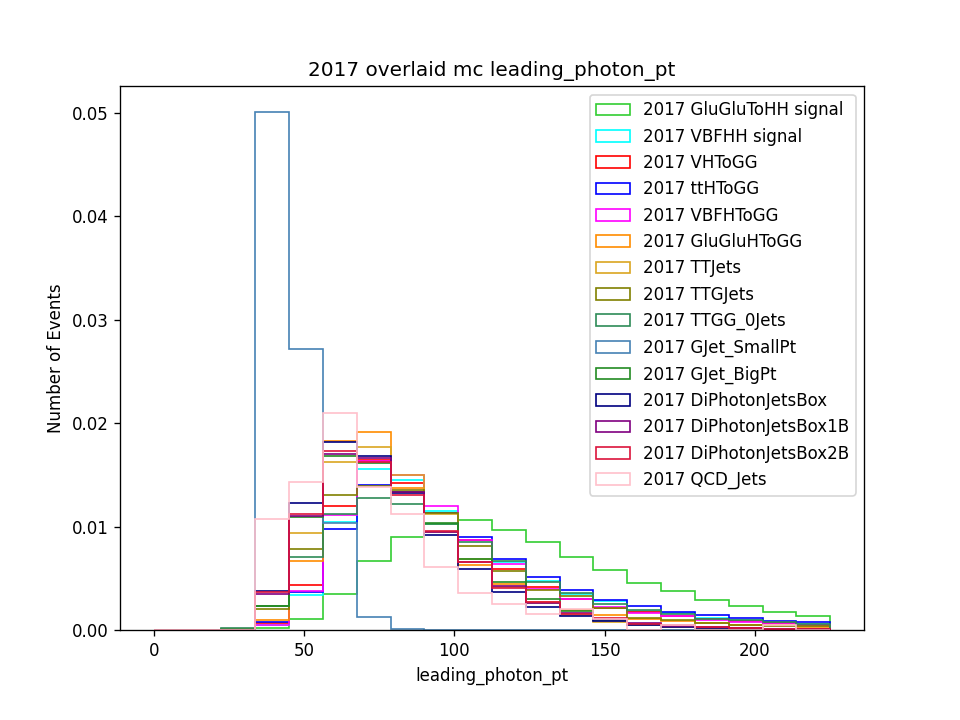 2017 overlaid mc leading_photon_pt
Number of Events
0.05
0.04
0.03
0.02
0.01
0.00
0
50
100
150
200
leading_photon_pt
2017 GluGluToHH signal
2017 VBFHH signal
2017 VHToGG
2017 ttHToGG
2017 VBFHToGG
2017 GluGluHToGG
2017 TTJets
2017 TTGJets
2017 TTGG_0Jets
2017 GJet_SmallPt
2017 GJet_BigPt
2017 DiPhotonJetsBox
2017 DiPhotonJetsBox1B
2017 DiPhotonJetsBox2B
2017 QCD_Jets